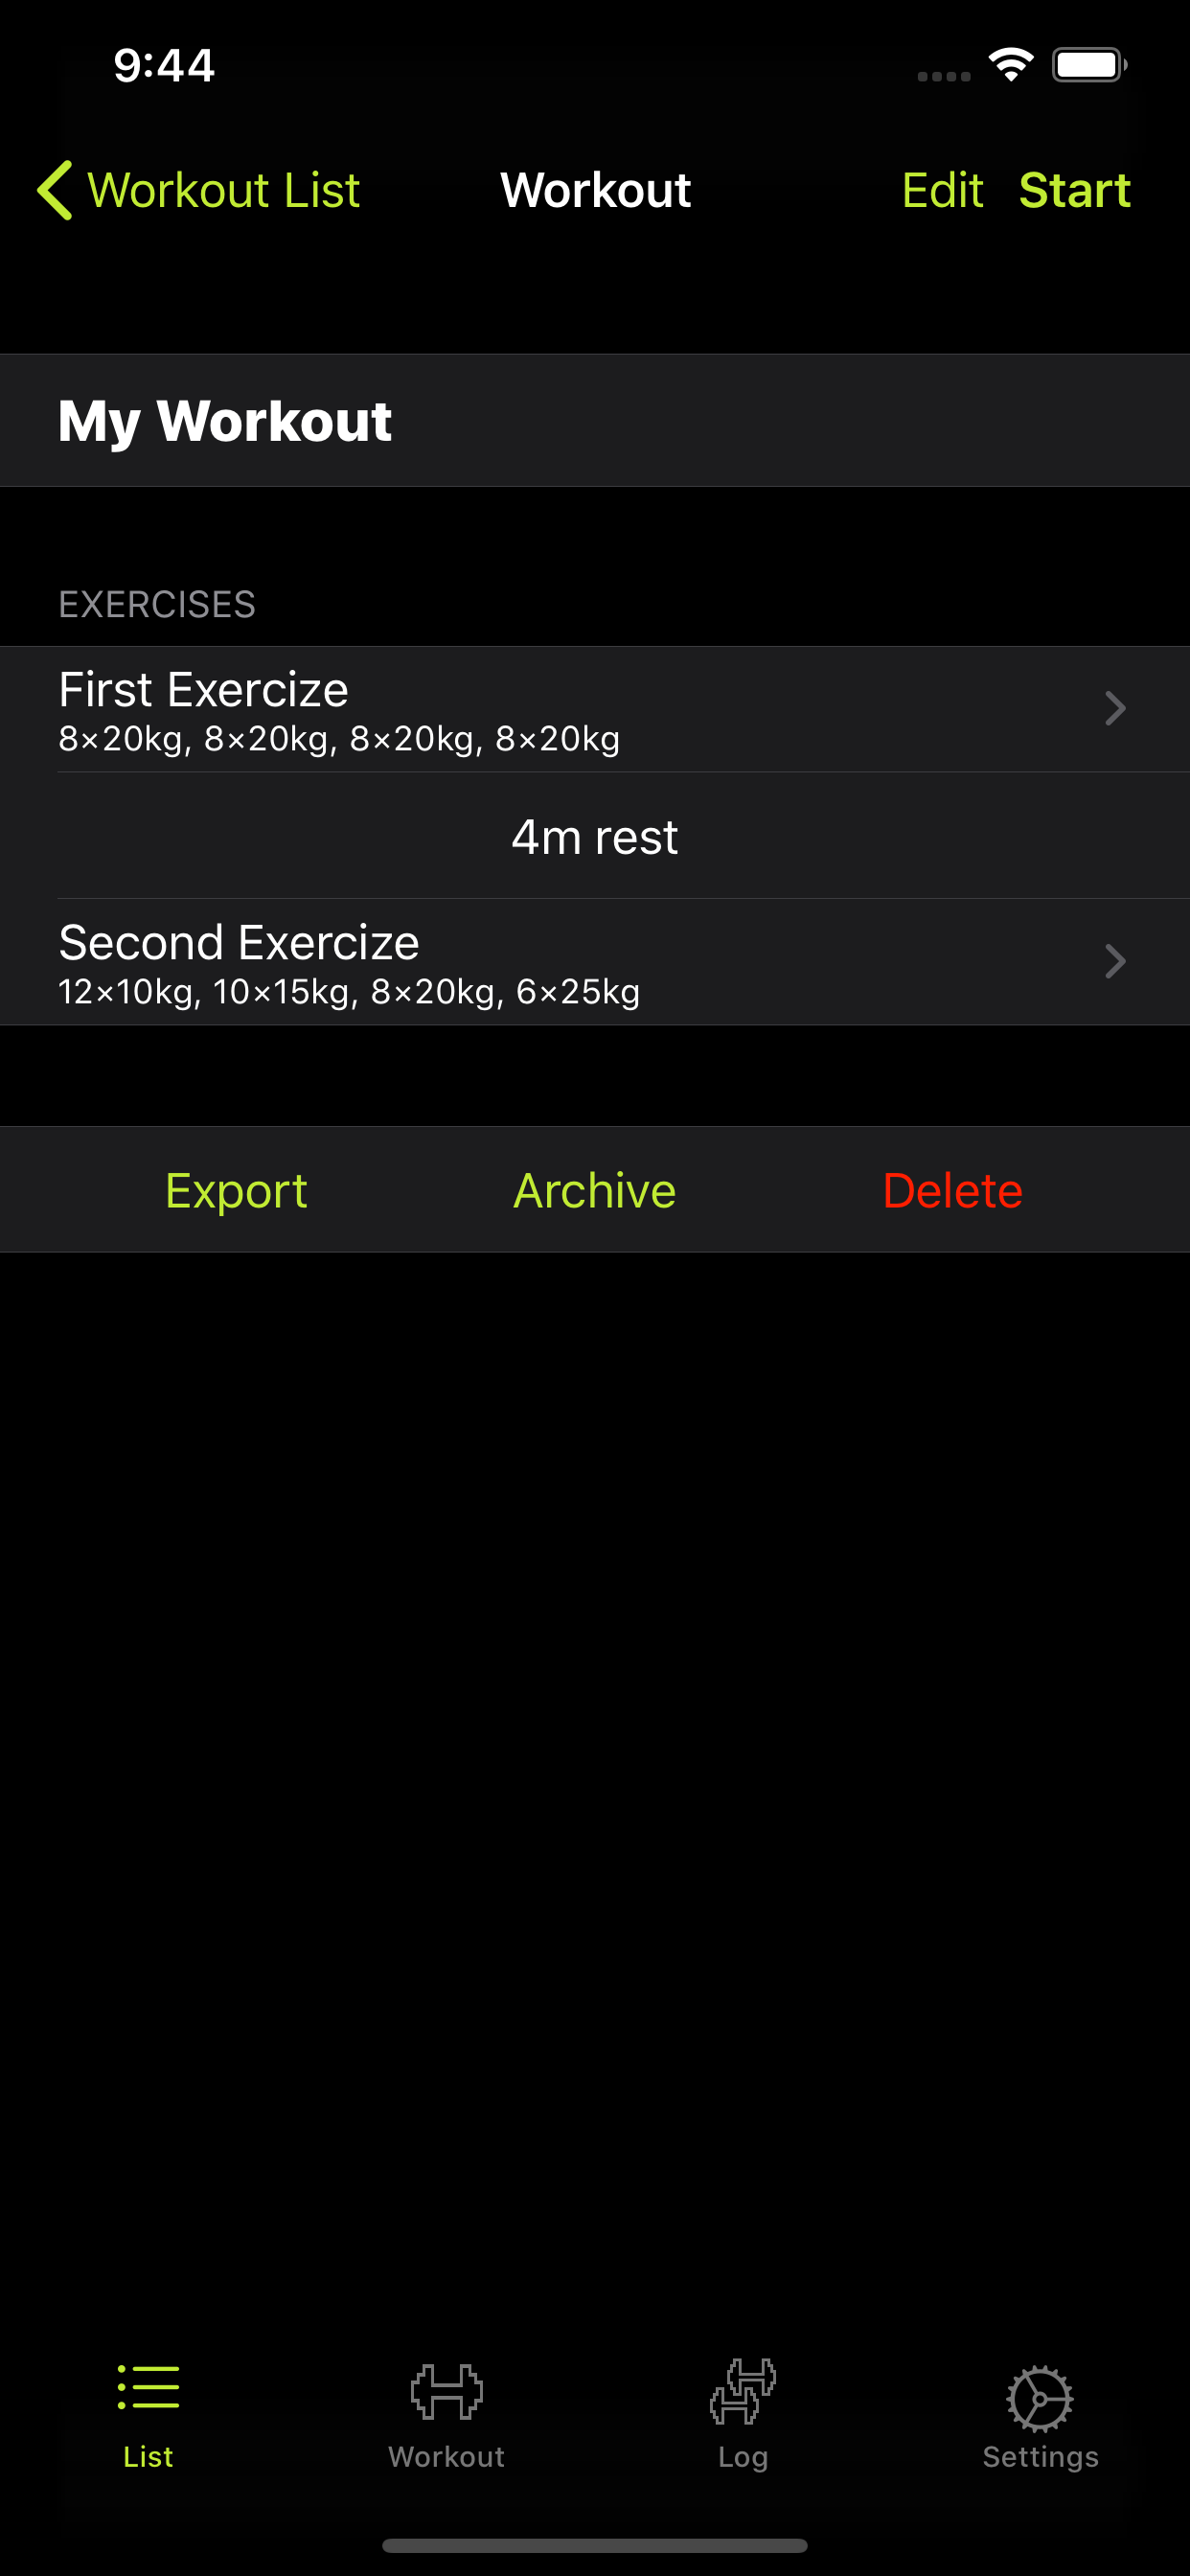 9:44
Workout List Workout Edit Start
My Workout
EXERCISES
First Exercize
8×20kg, 8×20kg, 8×20kg, 8×20kg
4m rest
Second Exercize
12×10kg, 10×15kg, 8×20kg, 6×25kg
Export Archive Delete
List Workout Log Settings